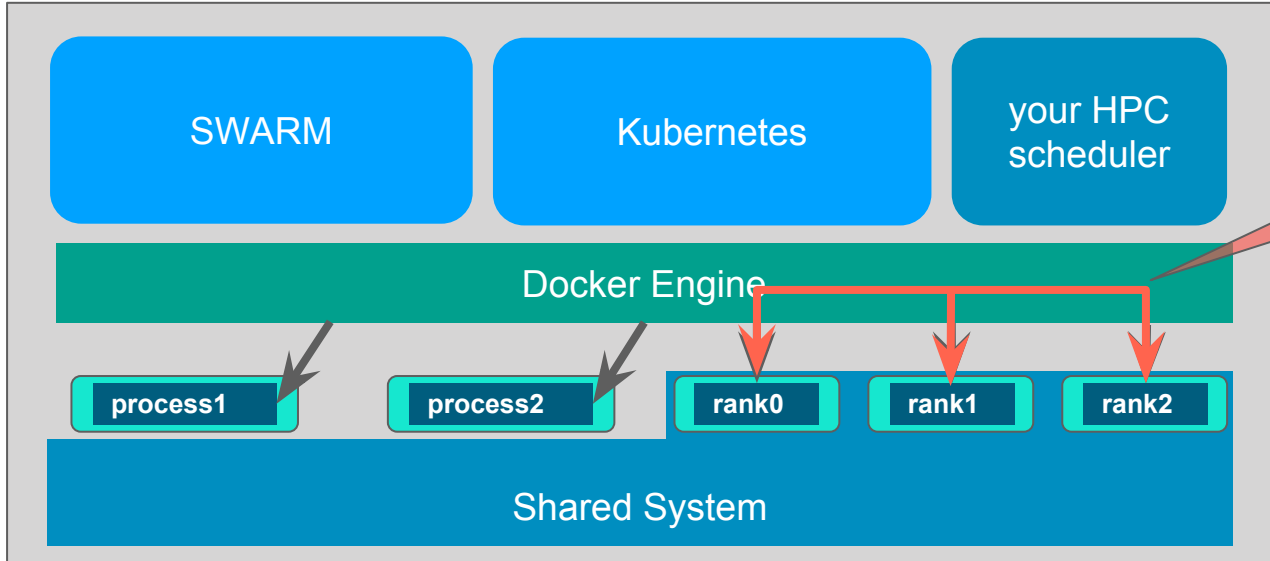 SWARM
Kubernetes
your HPC
scheduler
Docker Engine
process1
process2
rank0
rank1
rank2
Shared System